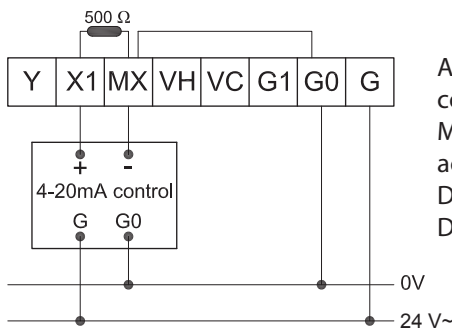 500 Ω
Y X1 MX VH VC G1 G0 G
+ -
4-20mA control
G G0
0V
24 V~
A
co
M
ac
D
D